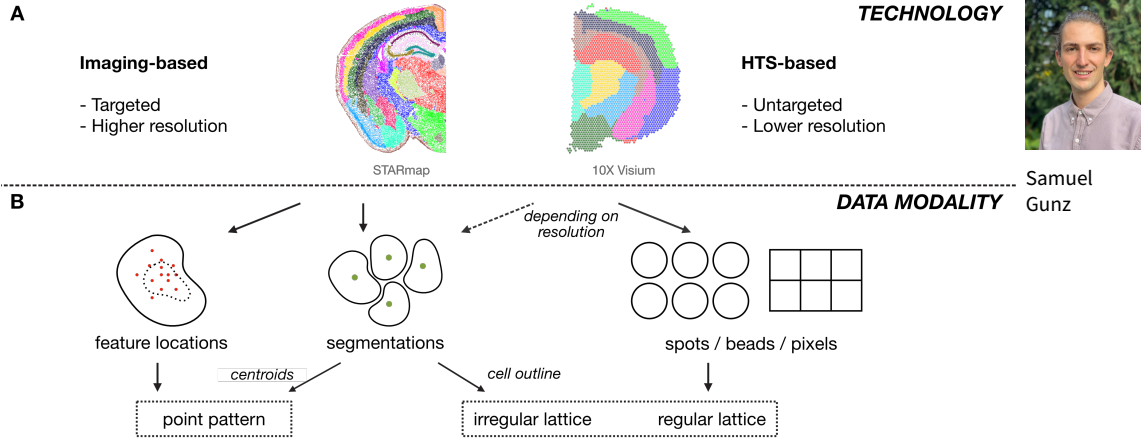 A
TECHNOLOGY
Imaging-based
HTS-based
- Targeted
- Higher resolution
- Untargeted
- Lower resolution
STARmap
10X Visium
Samuel
Gunz
B
DATA MODALITY
depending on
resolution
feature locations
segmentations
spots / beads / pixels
centroids
cell outline
point pattern
irregular lattice
regular lattice